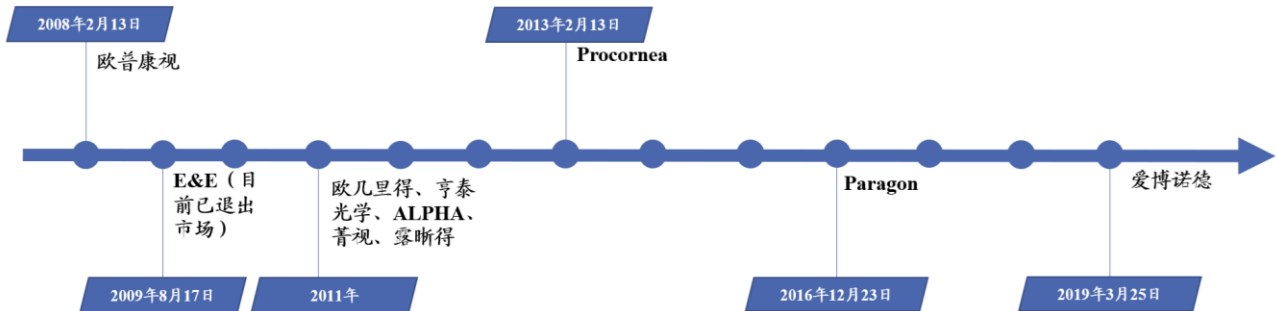 2008年2月13日
欧普康视
2013年2月13日
Procornea
E&E（目
前已退出
市场）
2009年8月17日
欧几里得、亨泰
光学、ALPHA、
菁视、露晰得
2011年
Paragon
2016年12月23日
爱博诺德
2019年3月25日